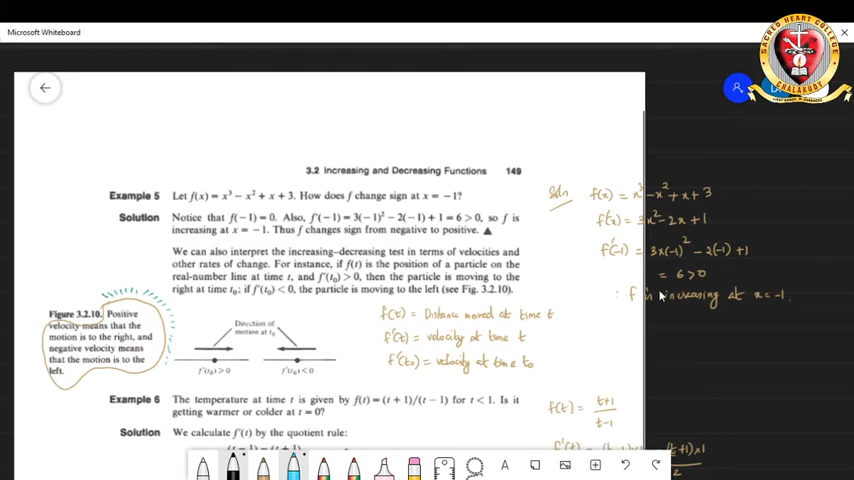 Microsoft Whiteboard
SACRED HEART COLLEGE
CHALAKUDY
3.2 Increasing and Decreasing Functions 149
Example 5 Let f(x) = x³ − x² + x + 3. How does f change sign at x = −1?
Solution Notice that f(−1) = 0. Also, f′(−1) = 3(−1)² − 2(−1) + 1 = 6 > 0, so f is
increasing at x = −1. Thus f changes sign from negative to positive. ▲
We can also interpret the increasing–decreasing test in terms of velocities and
other rates of change. For instance, if f(t) is the position of a particle on the
real-number line at time t, and f′(t₀) > 0, then the particle is moving to the
right at time t₀; if f′(t₀) < 0, the particle is moving to the left (see Fig. 3.2.10).
Figure 3.2.10. Positive
velocity means that the
motion is to the right, and
negative velocity means
that the motion is to the
left.
Direction of
motion at t₀
f′(t₀) > 0
f′(t₀) < 0
f(t) = Distance moved at time t
f′(t) = velocity at time t
f′(t₀) = velocity at time t₀
Example 6 The temperature at time t is given by f(t) = (t + 1)/(t − 1) for t < 1. Is it
getting warmer or colder at t = 0?
Solution We calculate f′(t) by the quotient rule:
Soln f(x) = x³ − x² + x + 3
f′(x) = 3x² − 2x + 1
f′(−1) = 3x(−1)² − 2(−1) + 1
= 6 > 0
∴ f is increasing at x = −1.
f(t) = t+1
t−1